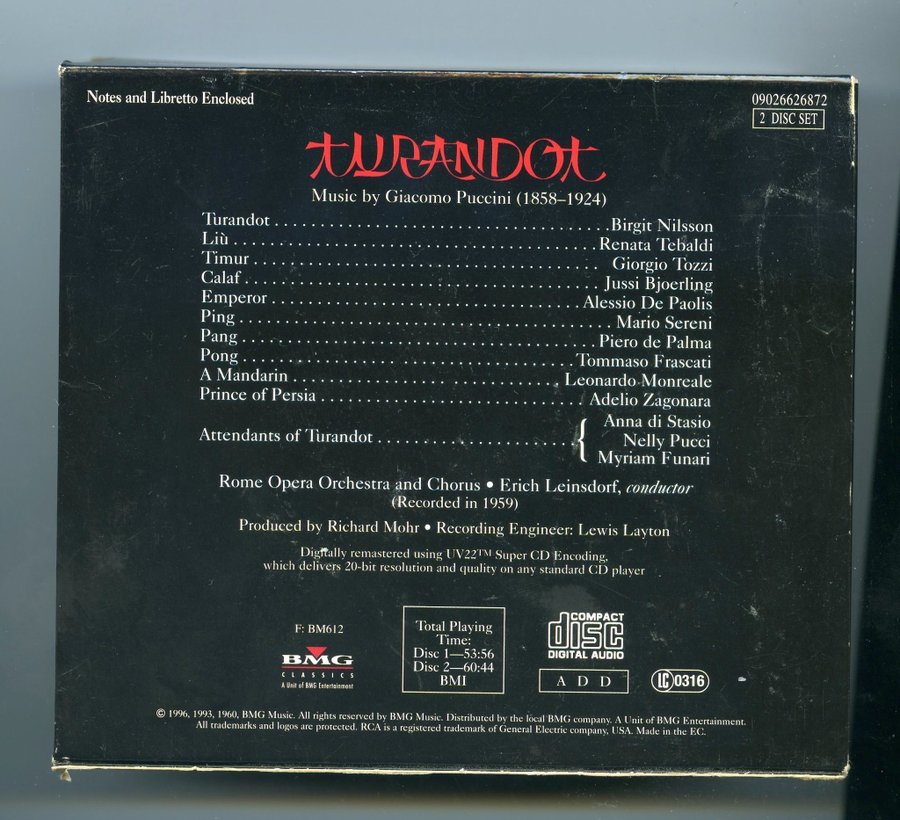 Notes and Libretto Enclosed
09026626872
2 DISC SET
TURANDOT
Music by Giacomo Puccini (1858–1924)
Turandot . . . . . . . . . . . . . . . . . . . . Birgit Nilsson
Liù . . . . . . . . . . . . . . . . . . . . Renata Tebaldi
Timur . . . . . . . . . . . . . . . . . . . . Giorgio Tozzi
Calaf . . . . . . . . . . . . . . . . . . . . Jussi Bjoerling
Emperor . . . . . . . . . . . . . . . . . . . . Alessio De Paolis
Ping . . . . . . . . . . . . . . . . . . . . Mario Sereni
Pang . . . . . . . . . . . . . . . . . . . . Piero de Palma
Pong . . . . . . . . . . . . . . . . . . . . Tommaso Frascati
A Mandarin . . . . . . . . . . . . . . . . . . . . Leonardo Monreale
Prince of Persia . . . . . . . . . . . . . . . . . . . . Adelio Zagonara
Attendants of Turandot . . . . . . . . . . . . . . . . { Anna di Stasio
Nelly Pucci
Myriam Funari
Rome Opera Orchestra and Chorus • Erich Leinsdorf, conductor
(Recorded in 1959)
Produced by Richard Mohr • Recording Engineer: Lewis Layton
Digitally remastered using UV22™ Super CD Encoding,
which delivers 20-bit resolution and quality on any standard CD player
F: BM612
BMG
CLASSICS
A Unit of BMG Entertainment
Total Playing
Time:
Disc 1—53:56
Disc 2—60:44
BMI
COMPACT
disc
DIGITAL AUDIO
A D D
LC 0316
© 1996, 1993, 1960, BMG Music. All rights reserved by BMG Music. Distributed by the local BMG company. A Unit of BMG Entertainment.
All trademarks and logos are protected. RCA is a registered trademark of General Electric company, USA. Made in the EC.